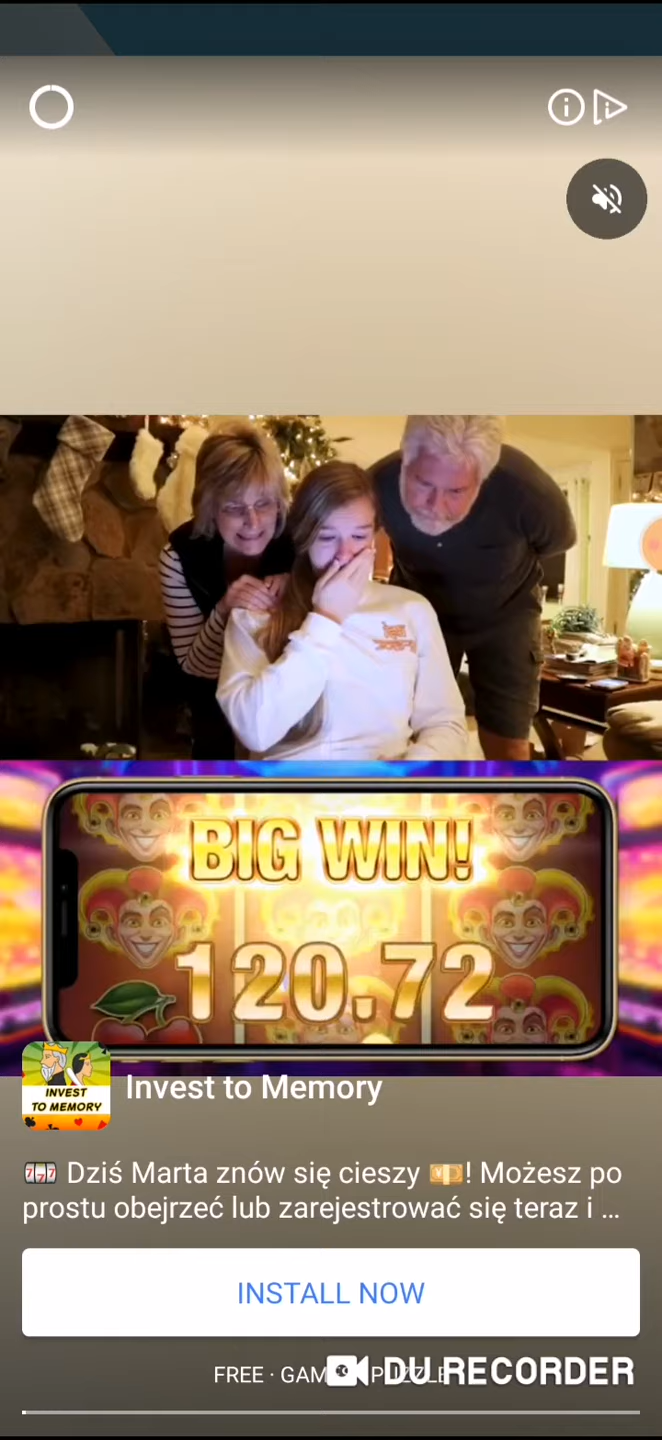 BIG WIN!
120.72
INVEST
TO MEMORY
Invest to Memory
🎰 Dziś Marta znów się cieszy 💴! Możesz po
prostu obejrzeć lub zarejestrować się teraz i ...
INSTALL NOW
FREE · GAM
DU RECORDER